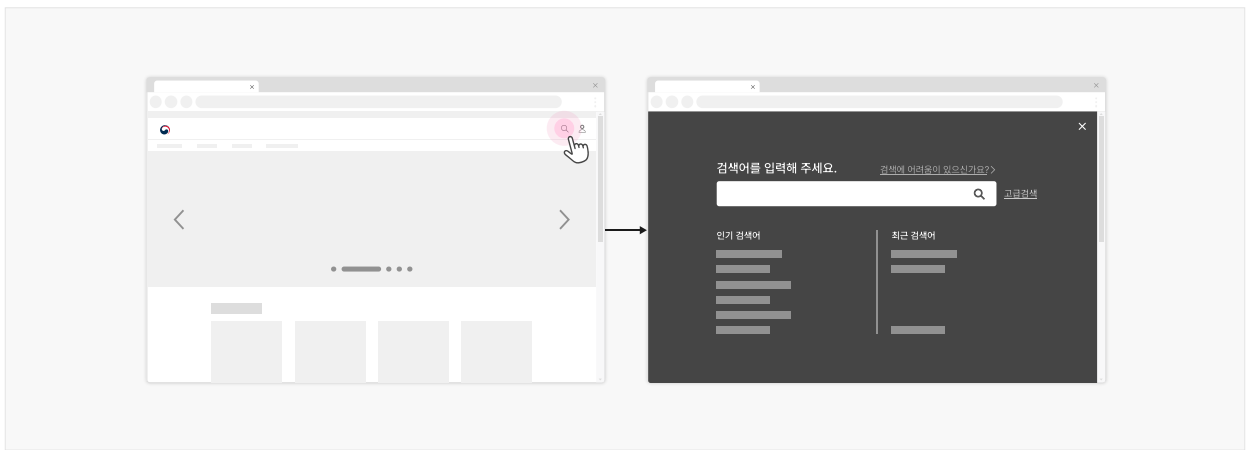 검색어를 입력해 주세요.
검색에 어려움이 있으신가요?
고급검색
인기 검색어
최근 검색어